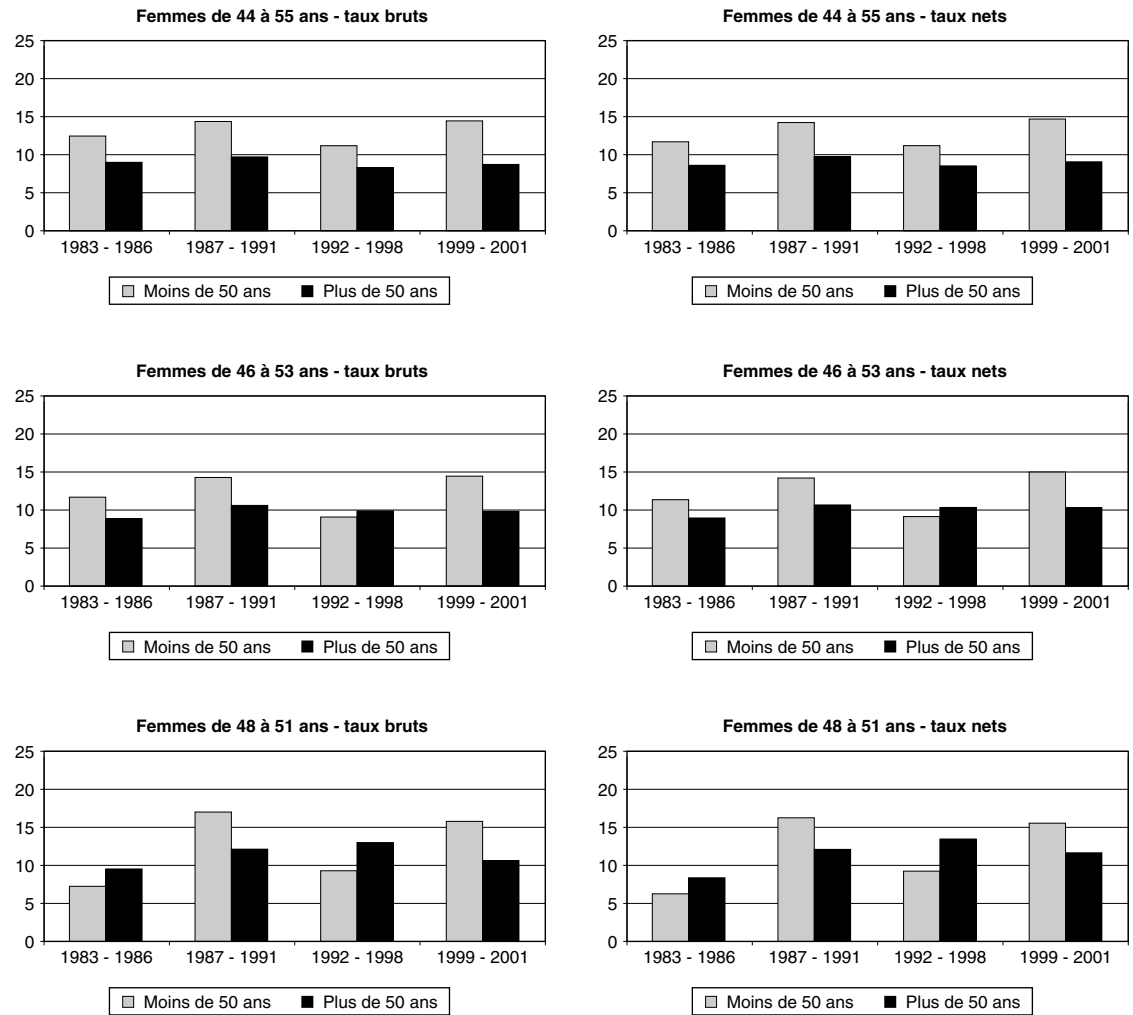 Femmes de 44 à 55 ans - taux bruts
25
20
15
10
5
0
1983 - 1986 1987 - 1991 1992 - 1998 1999 - 2001
Moins de 50 ans Plus de 50 ans
Femmes de 44 à 55 ans - taux nets
25
20
15
10
5
0
1983 - 1986 1987 - 1991 1992 - 1998 1999 - 2001
Moins de 50 ans Plus de 50 ans
Femmes de 46 à 53 ans - taux bruts
25
20
15
10
5
0
1983 - 1986 1987 - 1991 1992 - 1998 1999 - 2001
Moins de 50 ans Plus de 50 ans
Femmes de 46 à 53 ans - taux nets
25
20
15
10
5
0
1983 - 1986 1987 - 1991 1992 - 1998 1999 - 2001
Moins de 50 ans Plus de 50 ans
Femmes de 48 à 51 ans - taux bruts
25
20
15
10
5
0
1983 - 1986 1987 - 1991 1992 - 1998 1999 - 2001
Moins de 50 ans Plus de 50 ans
Femmes de 48 à 51 ans - taux nets
25
20
15
10
5
0
1983 - 1986 1987 - 1991 1992 - 1998 1999 - 2001
Moins de 50 ans Plus de 50 ans